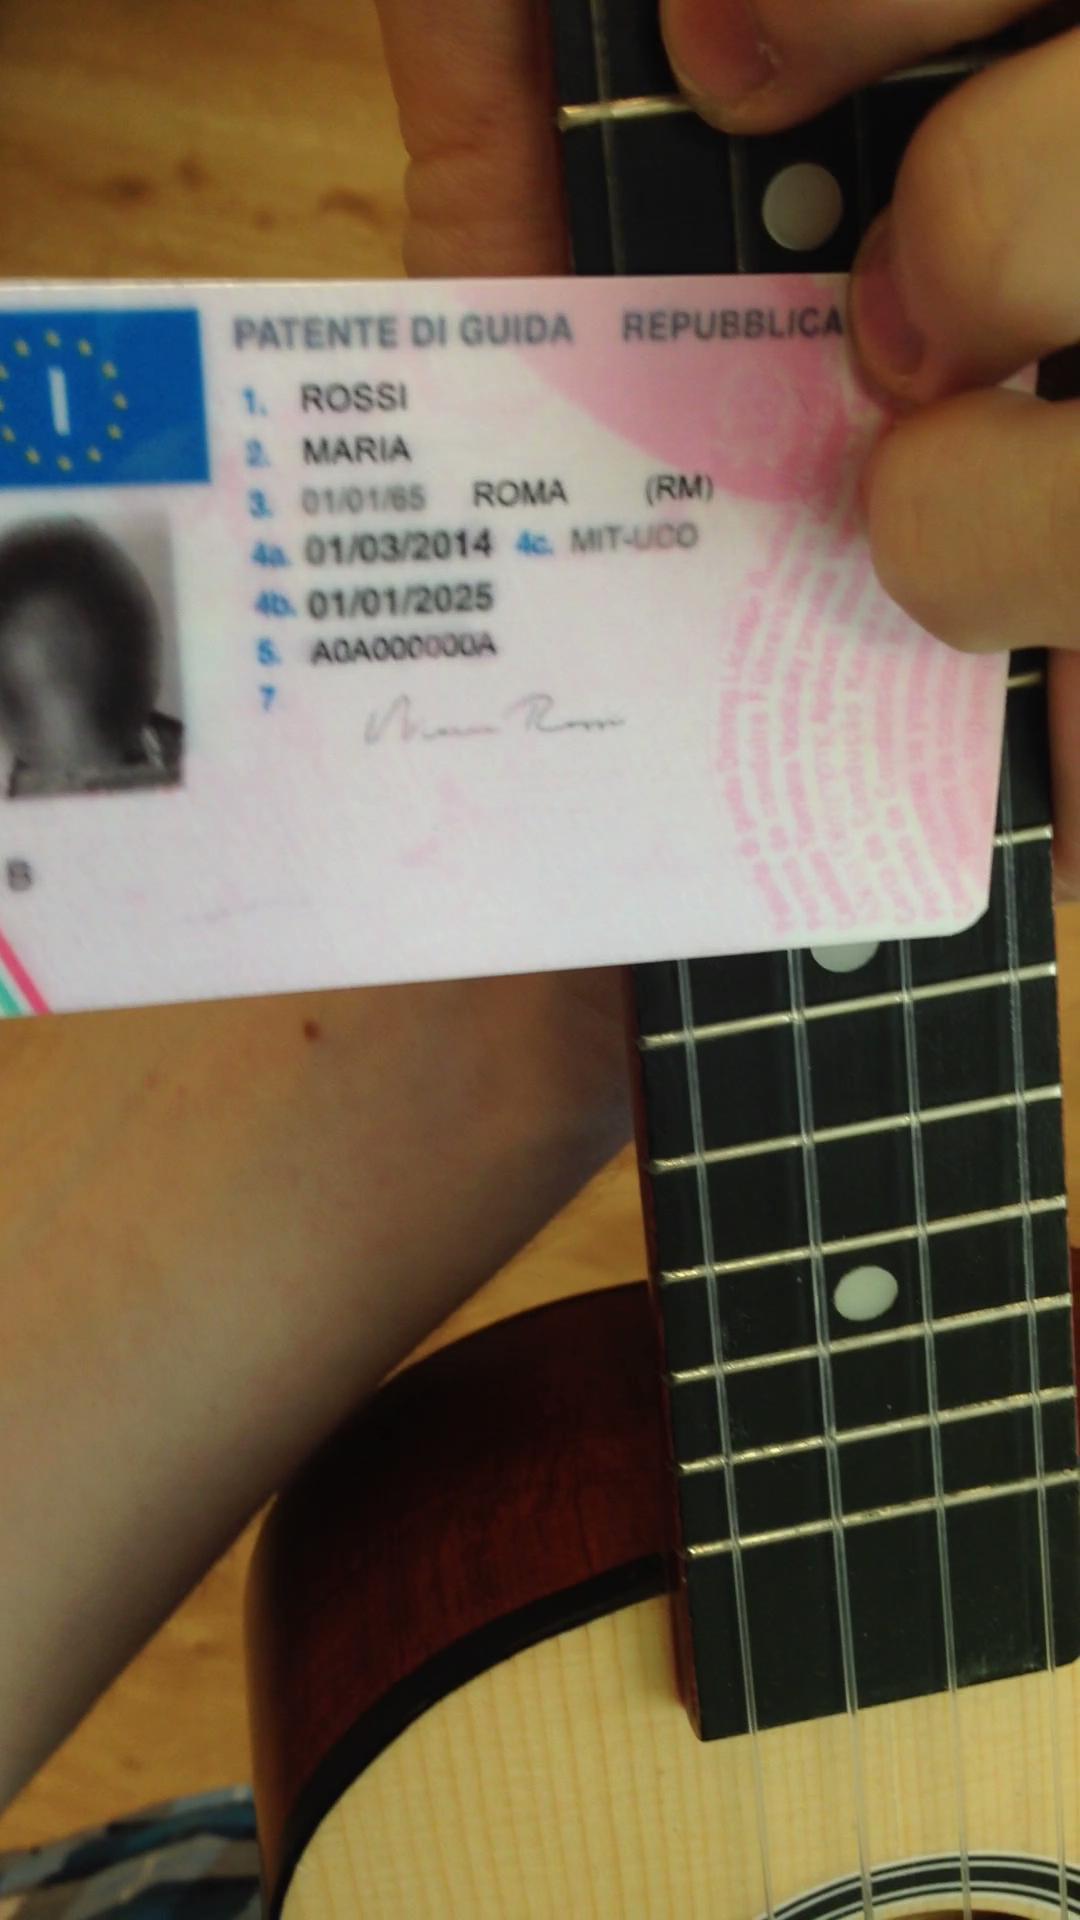 I
PATENTE DI GUIDA REPUBBLICA
1. ROSSI
2. MARIA
3. 01/01/65 ROMA (RM)
4a. 01/03/2014 4c. MIT-UCO
4b. 01/01/2025
5. A0A000000A
7 Maria Rossi
B